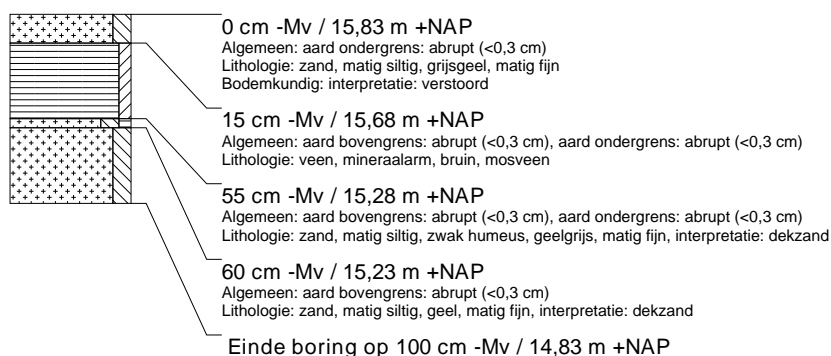 0 cm -Mv / 15,83 m +NAP
Algemeen: aard ondergrens: abrupt (<0,3 cm)
Lithologie: zand, matig siltig, grijsgeel, matig fijn
Bodemkundig: interpretatie: verstoord
15 cm -Mv / 15,68 m +NAP
Algemeen: aard bovengrens: abrupt (<0,3 cm), aard ondergrens: abrupt (<0,3 cm)
Lithologie: veen, mineraalarm, bruin, mosveen
55 cm -Mv / 15,28 m +NAP
Algemeen: aard bovengrens: abrupt (<0,3 cm), aard ondergrens: abrupt (<0,3 cm)
Lithologie: zand, matig siltig, zwak humeus, geelgrijs, matig fijn, interpretatie: dekzand
60 cm -Mv / 15,23 m +NAP
Algemeen: aard bovengrens: abrupt (<0,3 cm)
Lithologie: zand, matig siltig, geel, matig fijn, interpretatie: dekzand
Einde boring op 100 cm -Mv / 14,83 m +NAP